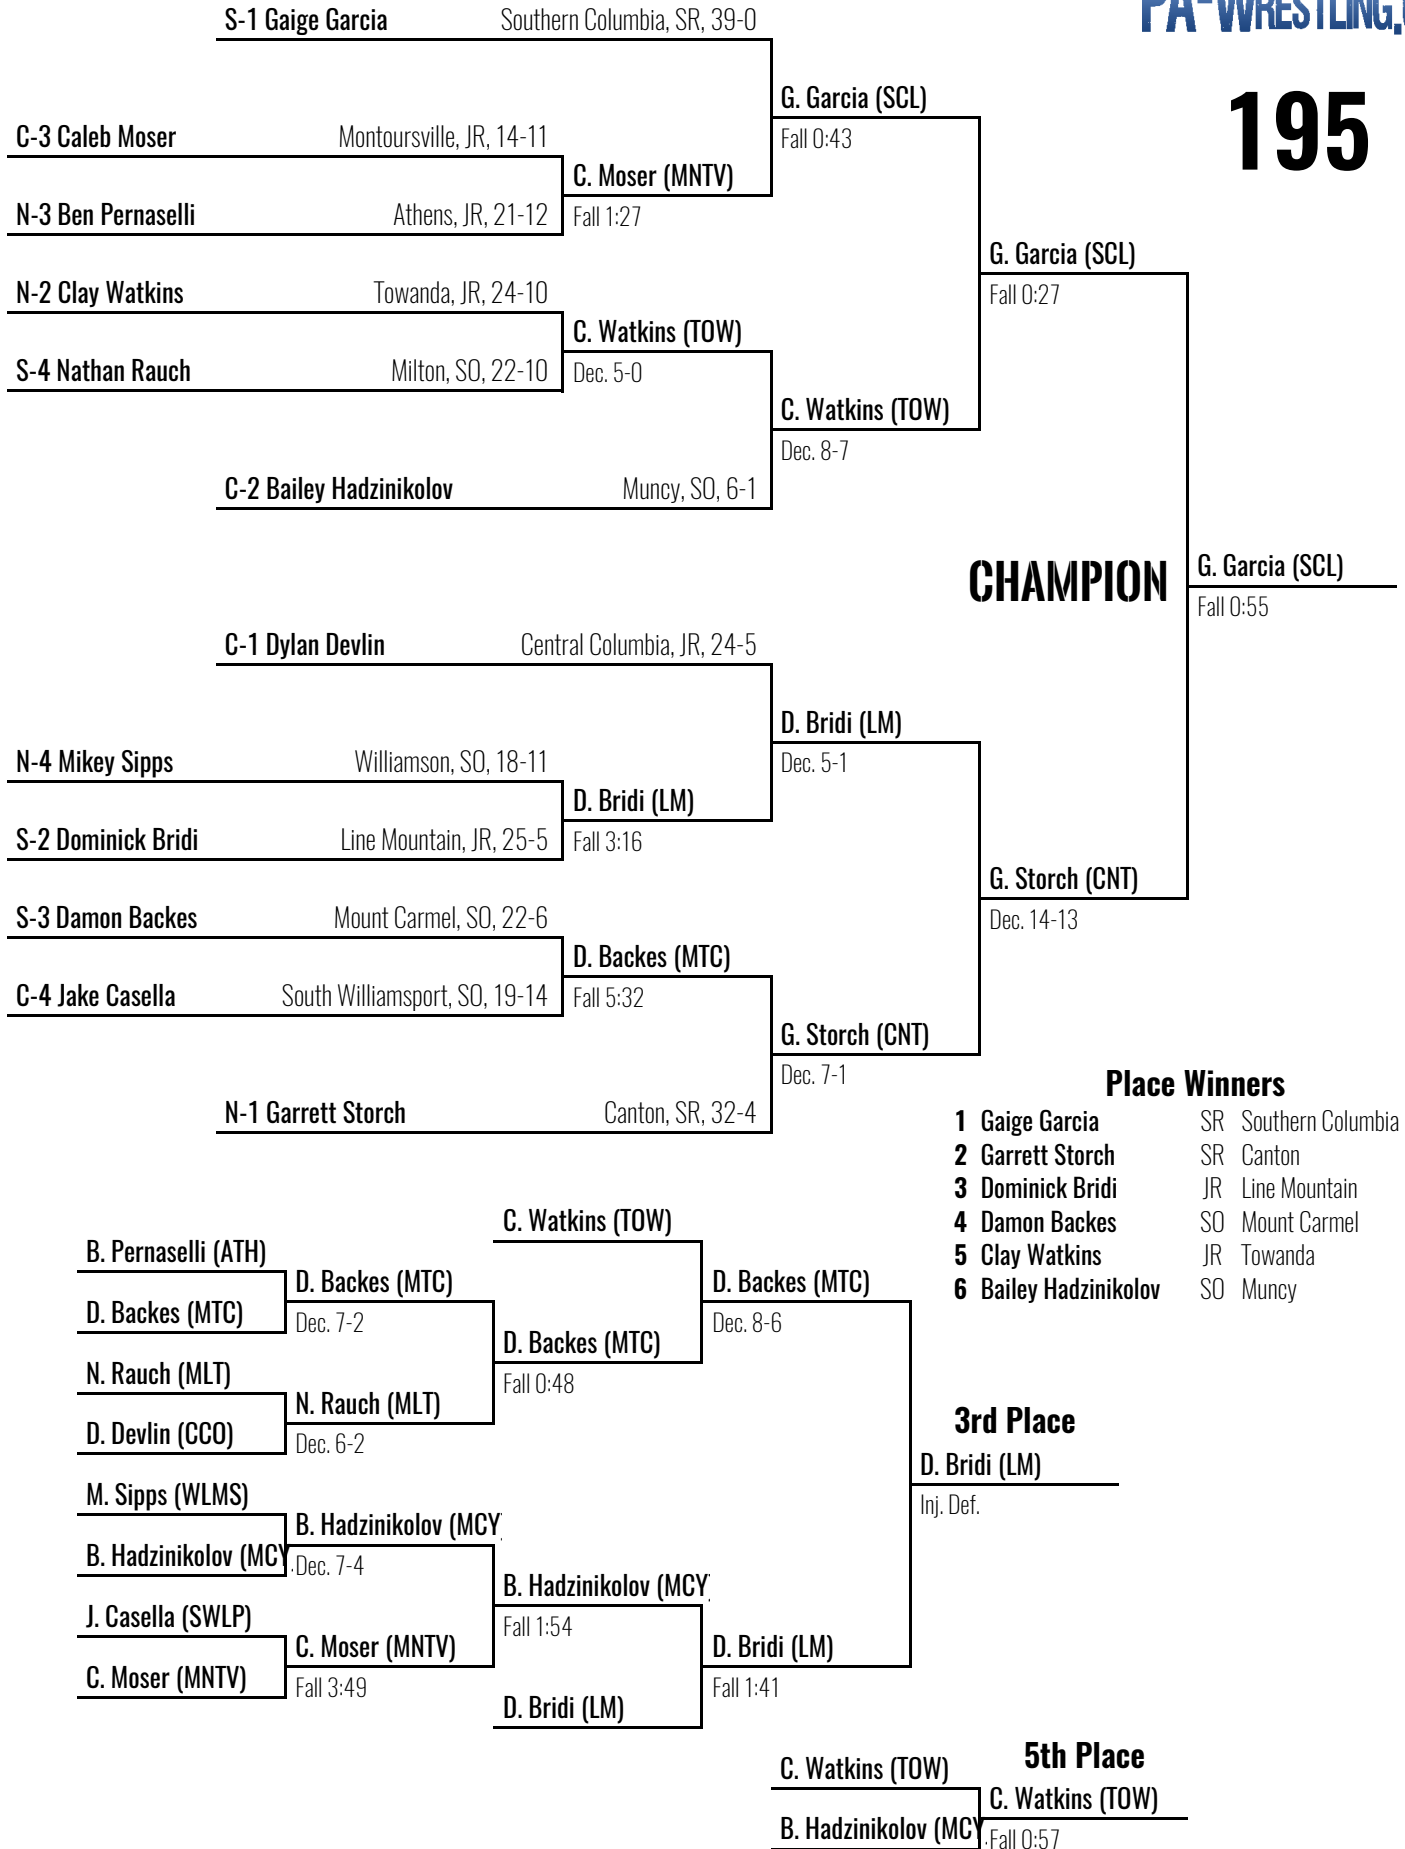 PA-WRESTLING.
195
S-1 Gaige Garcia Southern Columbia, SR, 39-0
G. Garcia (SCL)
Fall 0:43
C-3 Caleb Moser Montoursville, JR, 14-11
C. Moser (MNTV)
Fall 1:27
N-3 Ben Pernaselli Athens, JR, 21-12
G. Garcia (SCL)
Fall 0:27
N-2 Clay Watkins Towanda, JR, 24-10
C. Watkins (TOW)
Dec. 5-0
S-4 Nathan Rauch Milton, SO, 22-10
C. Watkins (TOW)
Dec. 8-7
C-2 Bailey Hadzinikolov Muncy, SO, 6-1
CHAMPION
G. Garcia (SCL)
Fall 0:55
C-1 Dylan Devlin Central Columbia, JR, 24-5
D. Bridi (LM)
Dec. 5-1
N-4 Mikey Sipps Williamson, SO, 18-11
D. Bridi (LM)
Fall 3:16
S-2 Dominick Bridi Line Mountain, JR, 25-5
G. Storch (CNT)
Dec. 14-13
S-3 Damon Backes Mount Carmel, SO, 22-6
D. Backes (MTC)
Fall 5:32
C-4 Jake Casella South Williamsport, SO, 19-14
G. Storch (CNT)
Dec. 7-1
N-1 Garrett Storch Canton, SR, 32-4
Place Winners
1 Gaige Garcia SR Southern Columbia
2 Garrett Storch SR Canton
3 Dominick Bridi JR Line Mountain
4 Damon Backes SO Mount Carmel
5 Clay Watkins JR Towanda
6 Bailey Hadzinikolov SO Muncy
C. Watkins (TOW)
B. Pernaselli (ATH)
D. Backes (MTC)
Dec. 7-2
D. Backes (MTC)
D. Backes (MTC)
Dec. 8-6
D. Backes (MTC)
Fall 0:48
N. Rauch (MLT)
N. Rauch (MLT)
Dec. 6-2
D. Devlin (CCO)
3rd Place
D. Bridi (LM)
Inj. Def.
M. Sipps (WLMS)
B. Hadzinikolov (MCY)
Dec. 7-4
B. Hadzinikolov (MCY
B. Hadzinikolov (MCY)
Fall 1:54
J. Casella (SWLP)
C. Moser (MNTV)
Fall 3:49
C. Moser (MNTV)
D. Bridi (LM)
Fall 1:41
D. Bridi (LM)
5th Place
C. Watkins (TOW)
C. Watkins (TOW)
Fall 0:57
B. Hadzinikolov (MCY